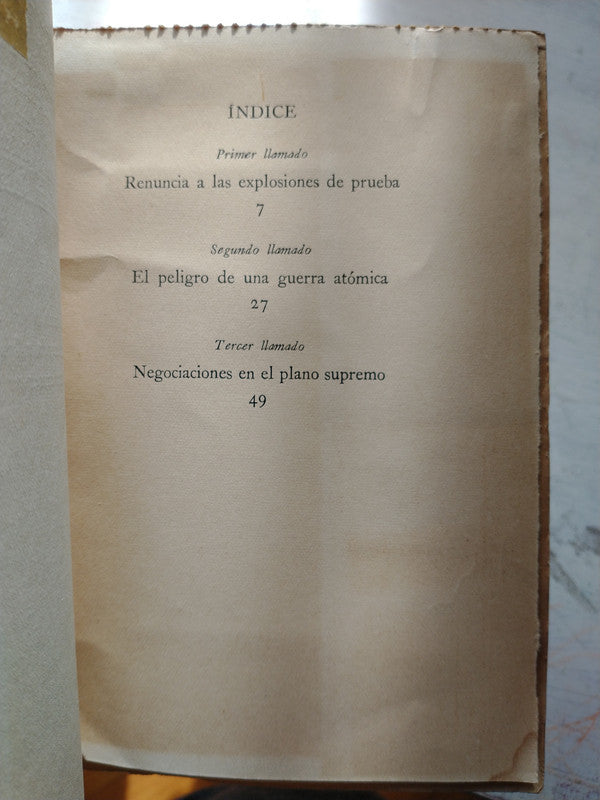 ÍNDICE
Primer llamado
Renuncia a las explosiones de prueba
7
Segundo llamado
El peligro de una guerra atómica
27
Tercer llamado
Negociaciones en el plano supremo
49